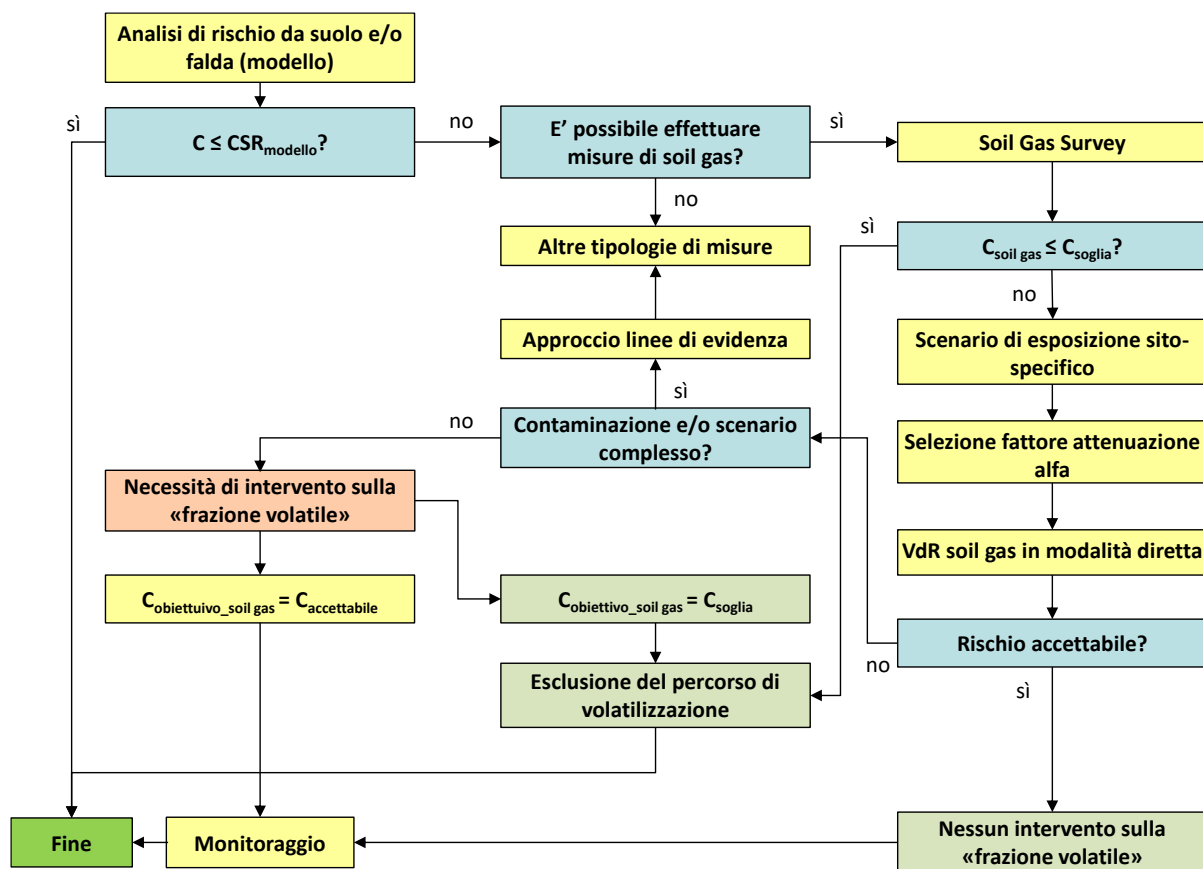 Analisi di rischio da suolo e/o
falda (modello)
sì
C ≤ CSRmodello?
no
E’ possibile effettuare
misure di soil gas?
sì
Soil Gas Survey
no
Altre tipologie di misure
sì
Csoil gas ≤ Csoglia?
no
Approccio linee di evidenza
Scenario di esposizione sito-
specifico
sì
no
Contaminazione e/o scenario
complesso?
Selezione fattore attenuazione
alfa
Necessità di intervento sulla
«frazione volatile»
VdR soil gas in modalità diretta
Cobiettuivo_soil gas = Caccettabile
Cobiettivo_soil gas = Csoglia
Rischio accettabile?
no
sì
Esclusione del percorso di
volatilizzazione
Fine
Monitoraggio
Nessun intervento sulla
«frazione volatile»